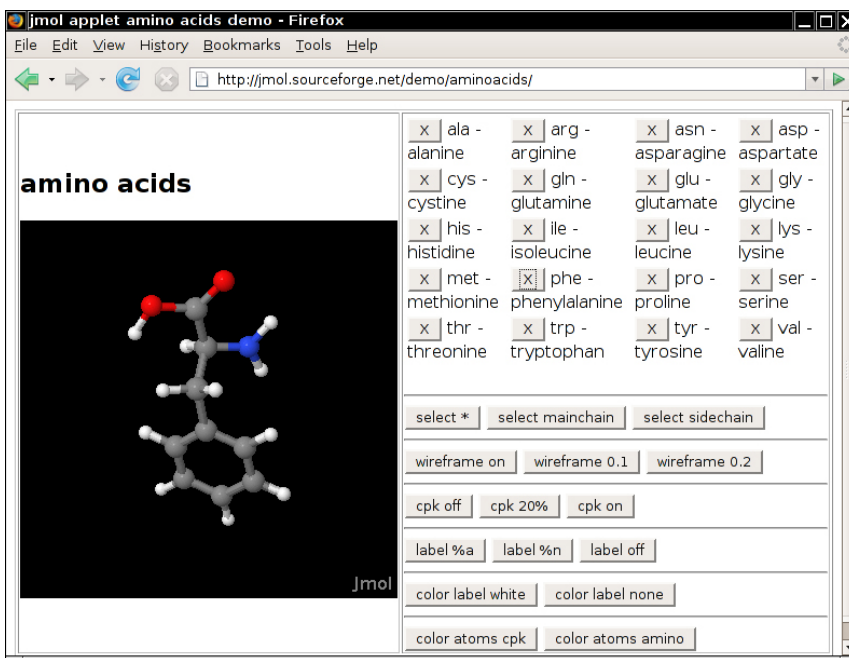 jmol applet amino acids demo - Firefox
File Edit View History Bookmarks Tools Help
http://jmol.sourceforge.net/demo/aminoacids/
amino acids
Jmol
x ala - x arg - x asn - x asp -
alanine arginine asparagine aspartate
x cys - x gln - x glu - x gly -
cystine glutamine glutamate glycine
x his - x ile - x leu - x lys -
histidine isoleucine leucine lysine
x met - x phe - x pro - x ser -
methionine phenylalanine proline serine
x thr - x trp - x tyr - x val -
threonine tryptophan tyrosine valine
select * select mainchain select sidechain
wireframe on wireframe 0.1 wireframe 0.2
cpk off cpk 20% cpk on
label %a label %n label off
color label white color label none
color atoms cpk color atoms amino